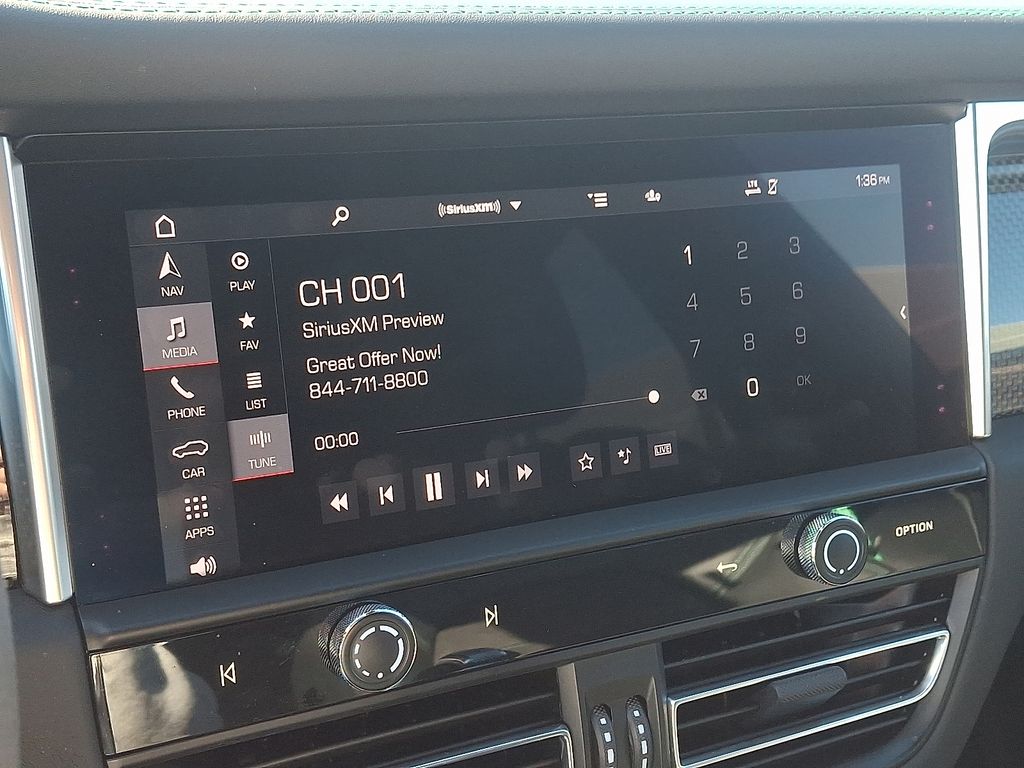 SiriusXM
LTE
1:36 PM
NAV
MEDIA
PHONE
CAR
APPS
PLAY
FAV
LIST
TUNE
CH 001
SiriusXM Preview
Great Offer Now!
844-711-8800
00:00
LIVE
1 2 3
4 5 6
7 8 9
0 OK
OPTION